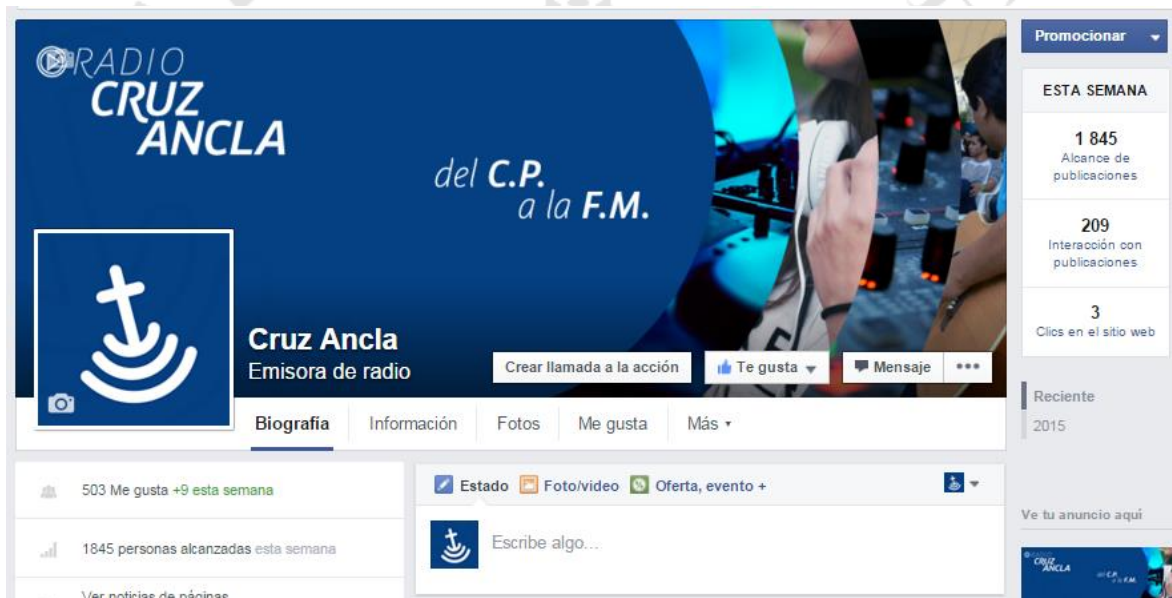 RADIO
CRUZ
ANCLA
del C.P.
a la F.M.
Cruz Ancla
Emisora de radio
Crear llamada a la acción
Te gusta
Mensaje
Biografía
Información
Fotos
Me gusta
Más
503 Me gusta +9 esta semana
1845 personas alcanzadas esta semana
Ver noticias de páginas
Estado
Foto/video
Oferta, evento +
Escribe algo...
Promocionar
ESTA SEMANA
1 845
Alcance de
publicaciones
209
Interacción con
publicaciones
3
Clics en el sitio web
Reciente
2015
Ve tu anuncio aquí
RADIO
CRUZ
ANCLA
del C.P.
a la F.M.